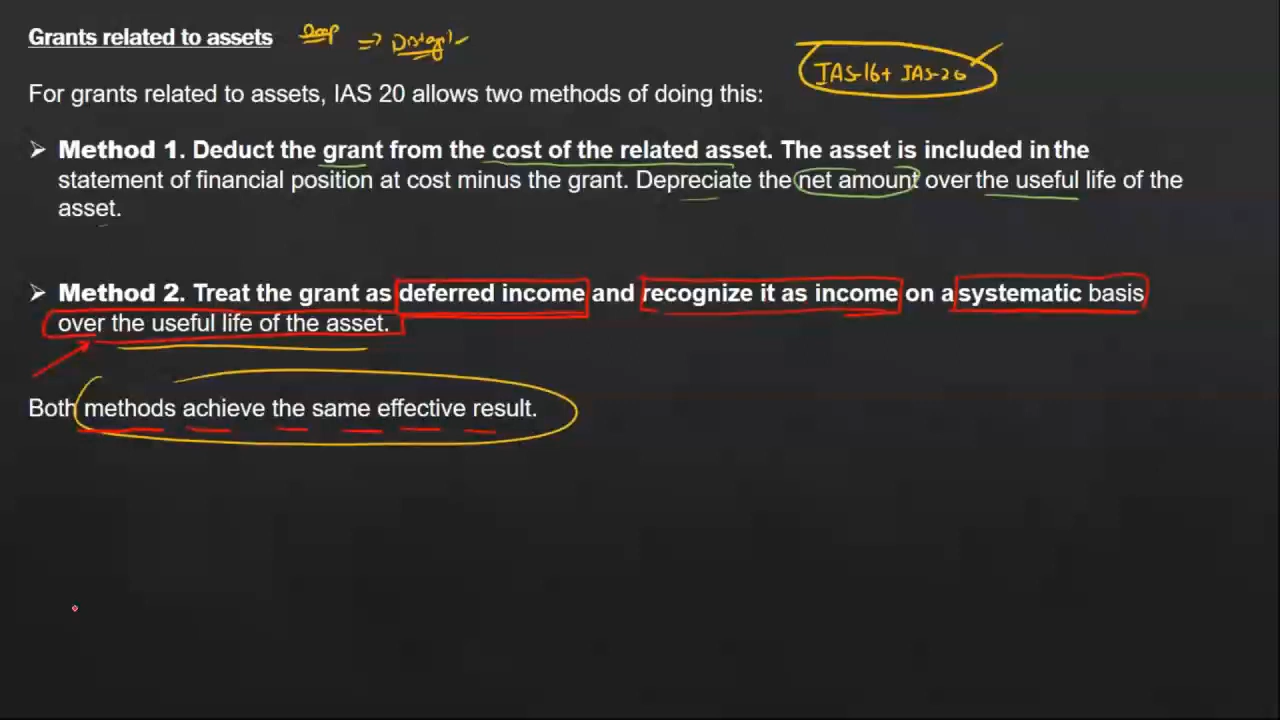 Grants related to assets
IAS-16+ IAS-20
For grants related to assets, IAS 20 allows two methods of doing this:
➢ Method 1. Deduct the grant from the cost of the related asset. The asset is included in the
statement of financial position at cost minus the grant. Depreciate the net amount over the useful life of the
asset.
➢ Method 2. Treat the grant as deferred income and recognize it as income on a systematic basis
over the useful life of the asset.
Both methods achieve the same effective result.